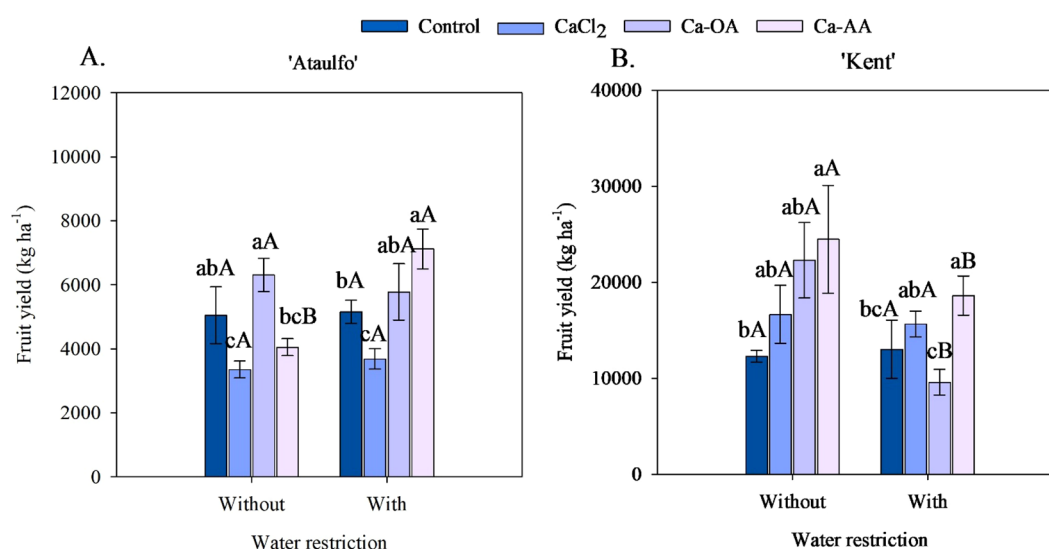 Control CaCl₂ Ca-OA Ca-AA
A. 'Ataulfo'
Fruit yield (kg ha⁻¹)
12000
10000
8000
6000
4000
2000
0
abA
cA
aA
bcB
bA
cA
abA
aA
Without With
Water restriction
B. 'Kent'
Fruit yield (kg ha⁻¹)
40000
30000
20000
10000
0
bA
abA
abA
aA
bcA
abA
cB
aB
Without With
Water restriction